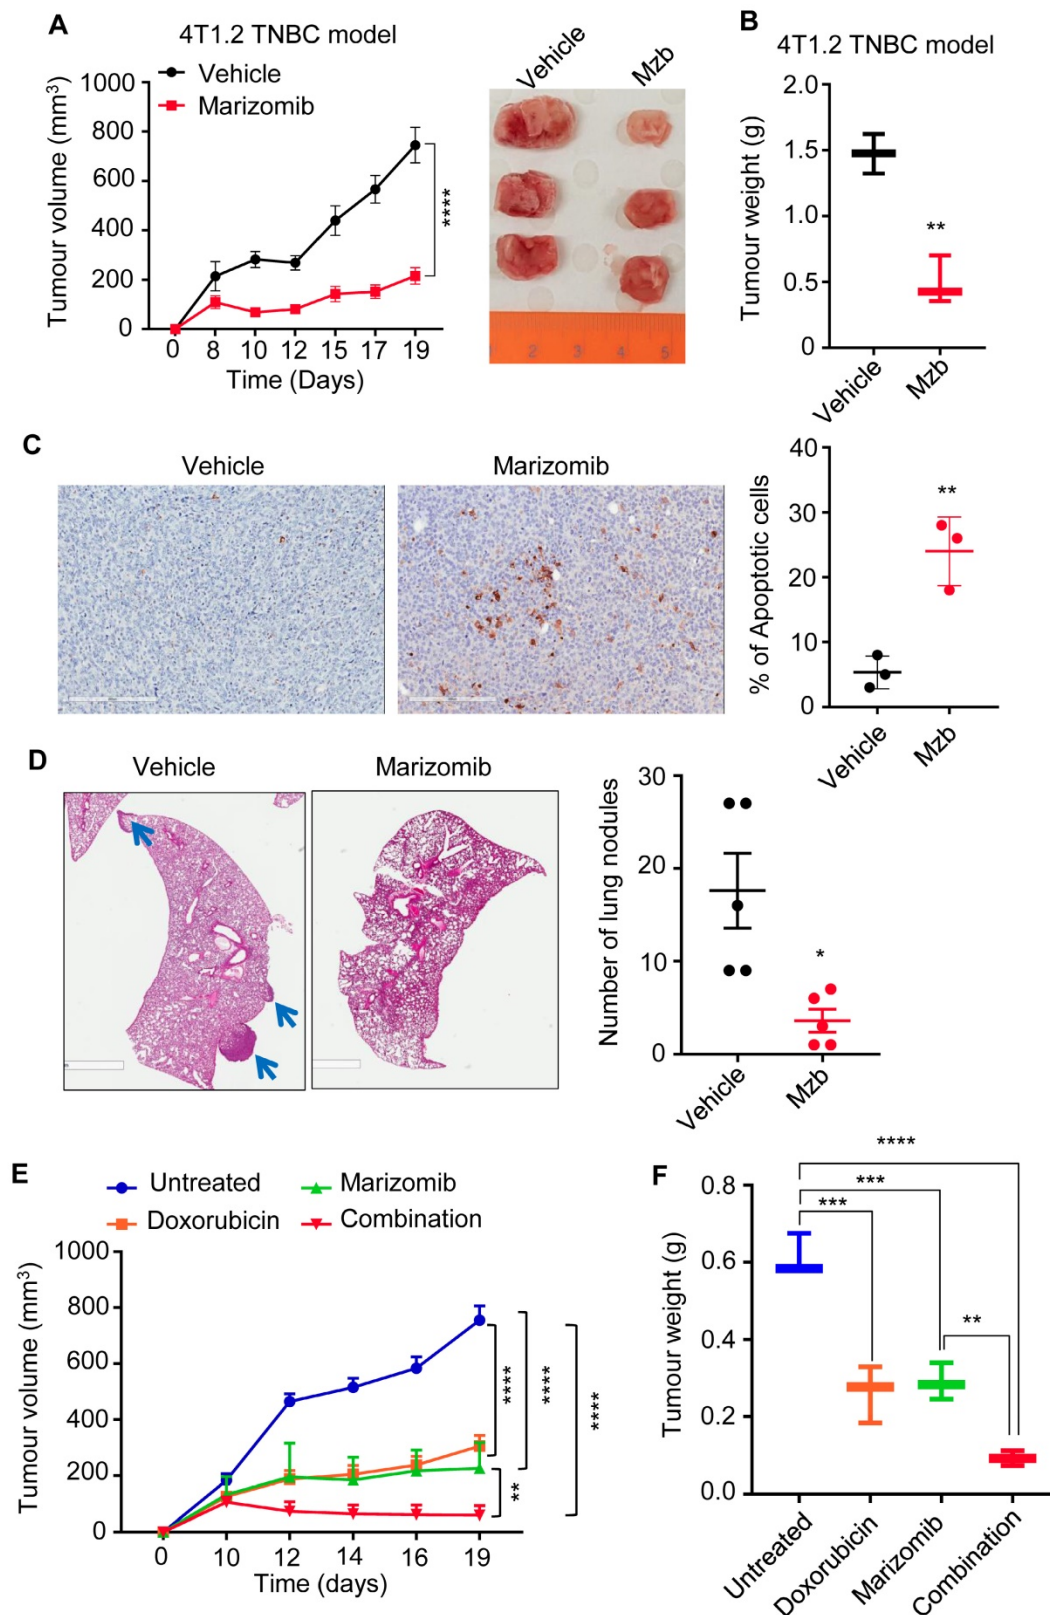 A
4T1.2 TNBC model
Vehicle
Marizomib
Tumour volume (mm³)
1000
800
600
400
200
0
0 8 10 12 15 17 19
Time (Days)
****
Vehicle
Mzb
1 2 3 4 5
B
4T1.2 TNBC model
Tumour weight (g)
2.0
1.5
1.0
0.5
0
**
Vehicle
Mzb
C
Vehicle
Marizomib
% of Apoptotic cells
40
30
20
10
0
**
Vehicle
Mzb
D
Vehicle
Marizomib
Number of lung nodules
30
20
10
0
*
Vehicle
Mzb
E
Untreated
Marizomib
Doxorubicin
Combination
Tumour volume (mm³)
1000
800
600
400
200
0
0 10 12 14 16 19
Time (days)
****
****
****
**
F
Tumour weight (g)
0.8
0.6
0.4
0.2
0.0
****
***
***
**
Untreated
Doxorubicin
Marizomib
Combination